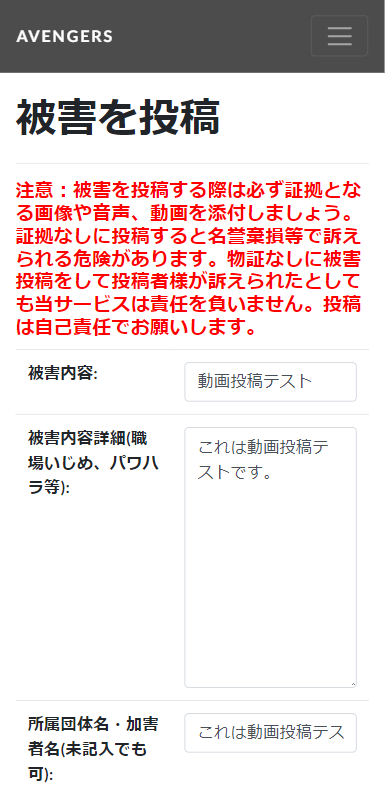 AVENGERS
被害を投稿
注意：被害を投稿する際は必ず証拠とな
る画像や音声、動画を添付しましょう。
証拠なしに投稿すると名誉棄損等で訴え
られる危険があります。物証なしに被害
投稿をして投稿者様が訴えられたとして
も当サービスは責任を負いません。投稿
は自己責任でお願いします。
被害内容:
動画投稿テスト
被害内容詳細(職
場いじめ、パワハ
ラ等):
これは動画投稿テ
ストです。
所属団体名・加害
者名(未記入でも
可):
これは動画投稿テス